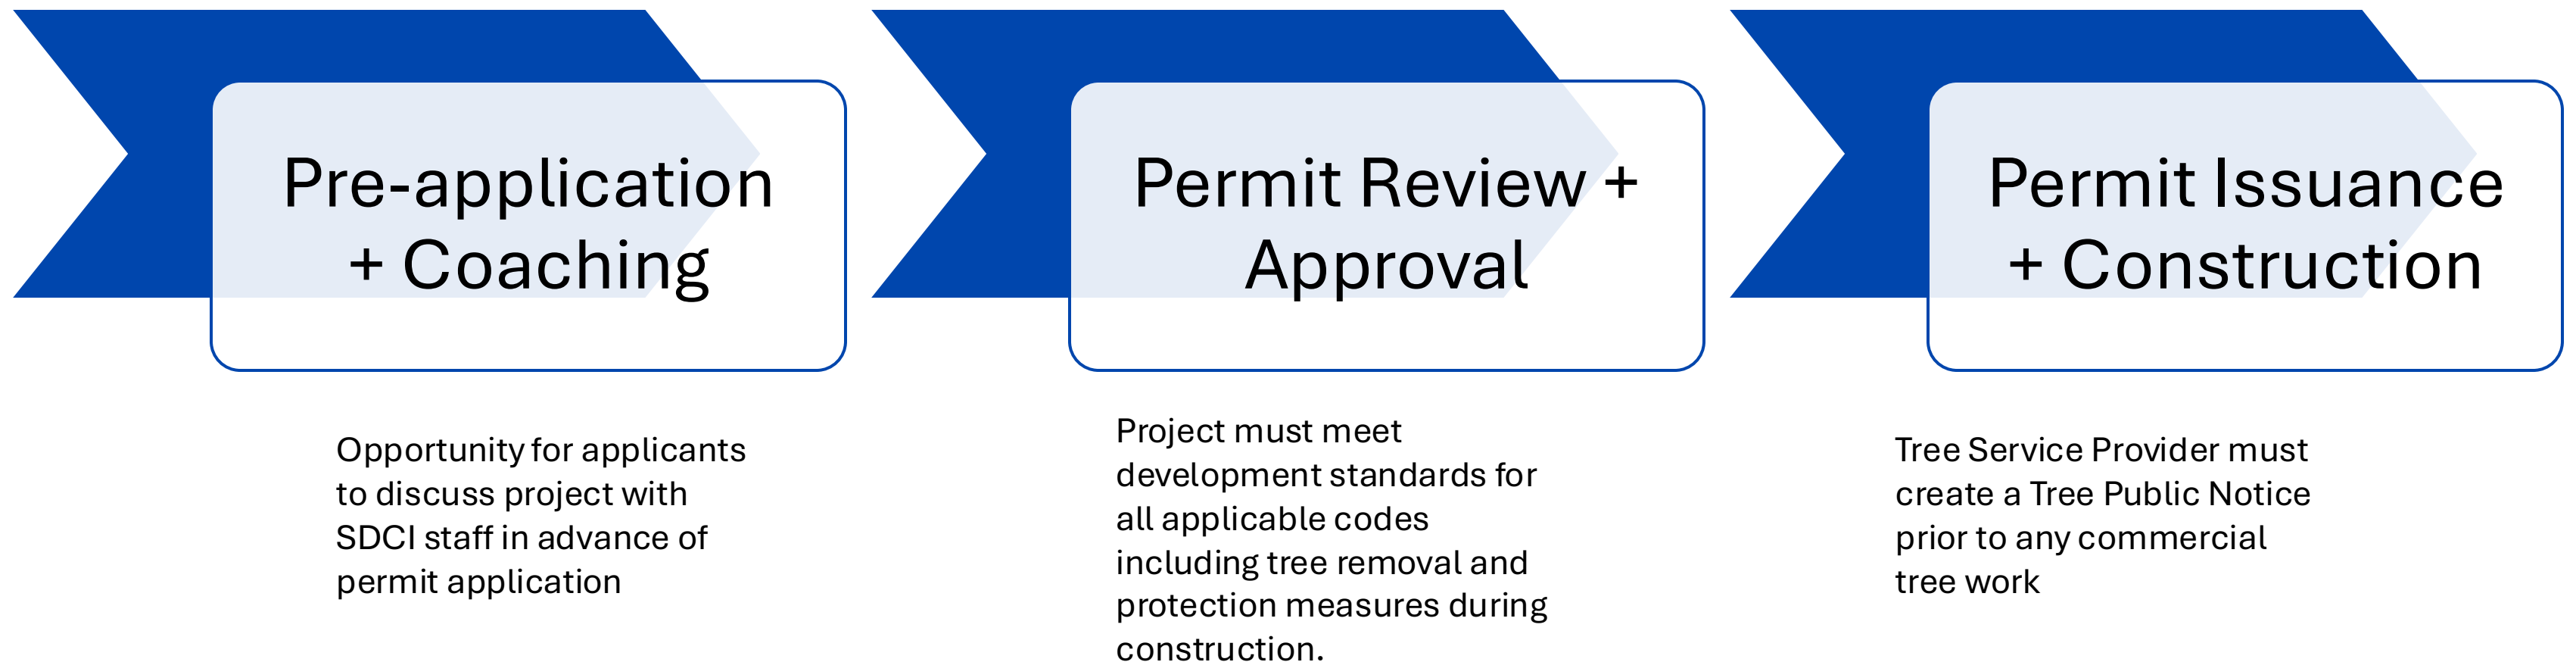 Pre-application
+ Coaching
Opportunity for applicants
to discuss project with
SDCI staff in advance of
permit application
Permit Review +
Approval
Project must meet
development standards for
all applicable codes
including tree removal and
protection measures during
construction.
Permit Issuance
+ Construction
Tree Service Provider must
create a Tree Public Notice
prior to any commercial
tree work